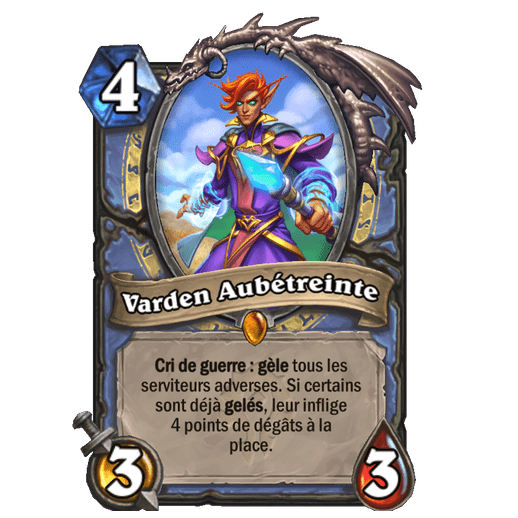 4
Varden Aubétreinte
Cri de guerre : gèle tous les
serviteurs adverses. Si certains
sont déjà gelés, leur inflige
4 points de dégâts à la
place.
3
3